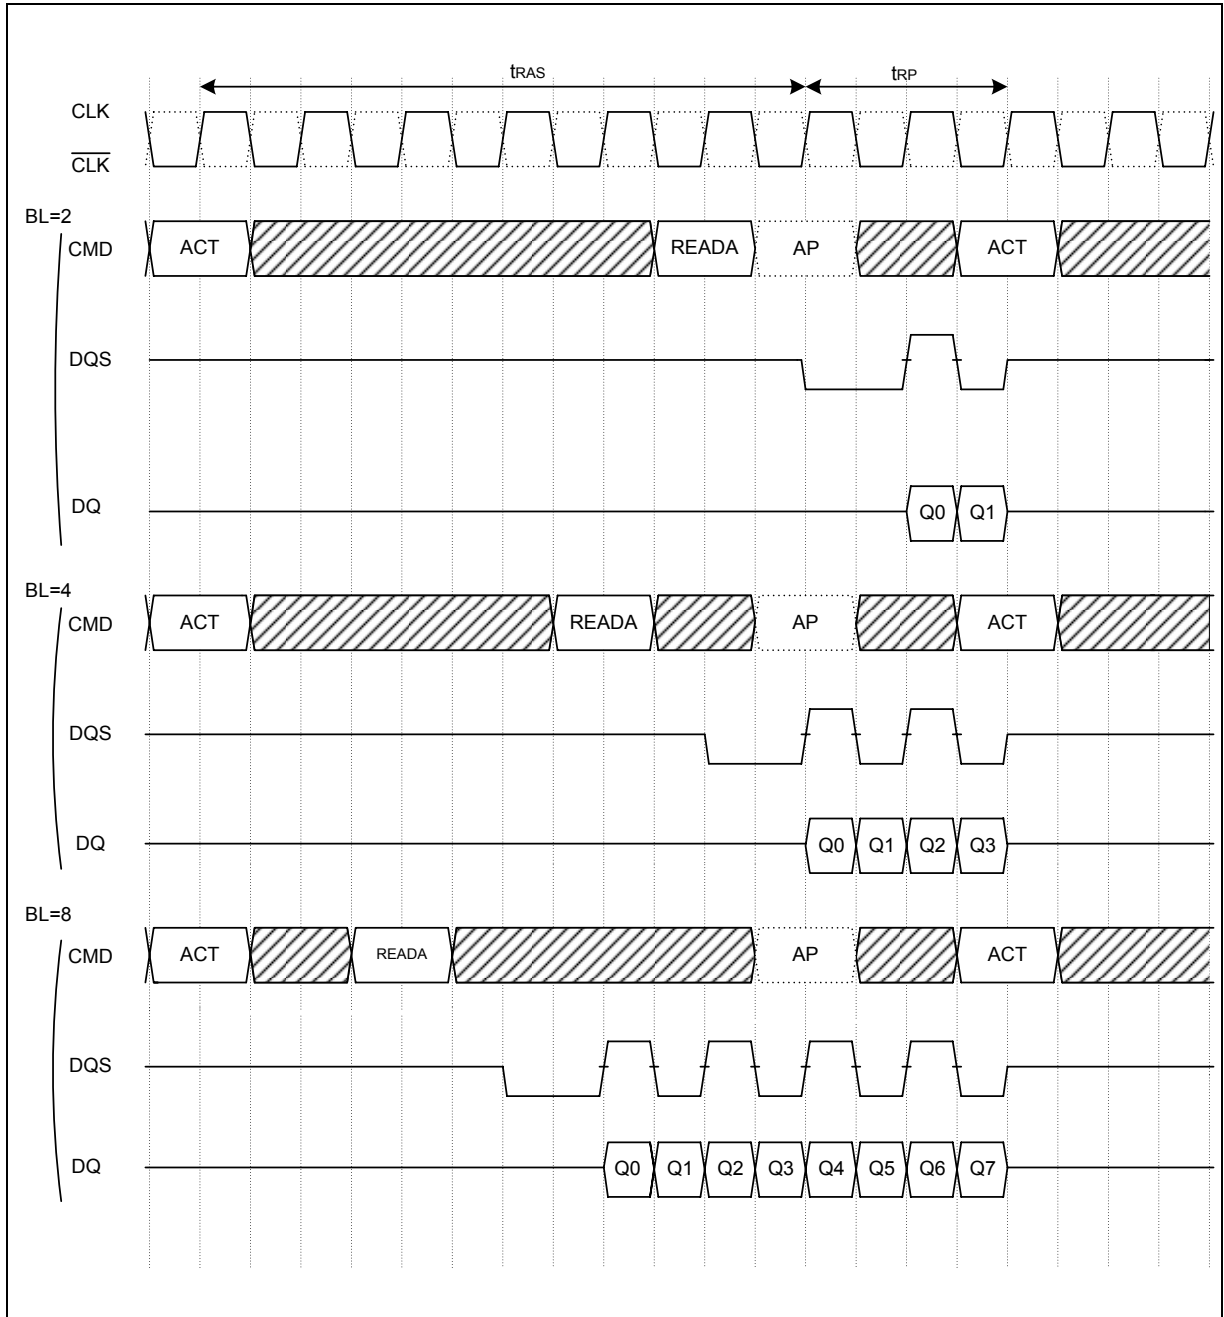 tRAS tRP
CLK
CLK
BL=2
CMD ACT READA AP ACT
DQS
DQ Q0 Q1
BL=4
CMD ACT READA AP ACT
DQS
DQ Q0 Q1 Q2 Q3
BL=8
CMD ACT READA AP ACT
DQS
DQ Q0 Q1 Q2 Q3 Q4 Q5 Q6 Q7